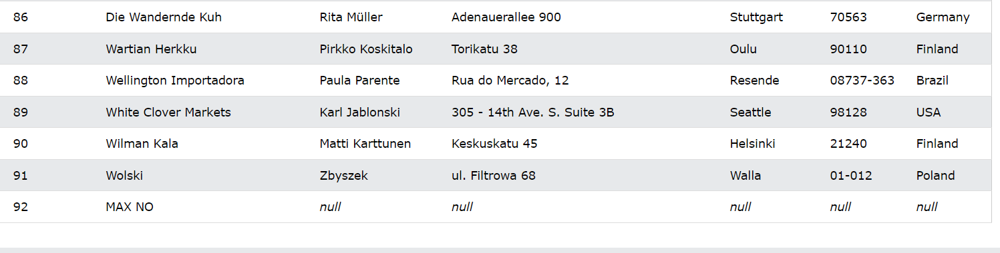 86 Die Wandernde Kuh Rita Müller Adenauerallee 900 Stuttgart 70563 Germany
87 Wartian Herkku Pirkko Koskitalo Torikatu 38 Oulu 90110 Finland
88 Wellington Importadora Paula Parente Rua do Mercado, 12 Resende 08737-363 Brazil
89 White Clover Markets Karl Jablonski 305 - 14th Ave. S. Suite 3B Seattle 98128 USA
90 Wilman Kala Matti Karttunen Keskuskatu 45 Helsinki 21240 Finland
91 Wolski Zbyszek ul. Filtrowa 68 Walla 01-012 Poland
92 MAX NO null null null null null